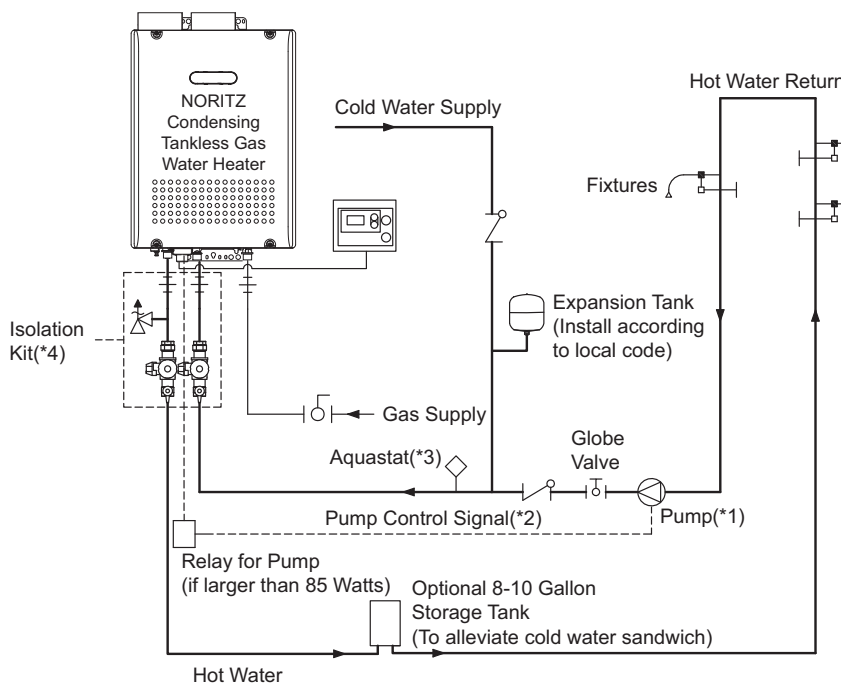 NORITZ
Condensing
Tankless Gas
Water Heater
Cold Water Supply
Hot Water Return
Fixtures
Expansion Tank
(Install according
to local code)
Isolation
Kit(*4)
Gas Supply
Globe
Valve
Aquastat(*3)
Pump(*1)
Pump Control Signal(*2)
Relay for Pump
(if larger than 85 Watts)
Optional 8-10 Gallon
Storage Tank
(To alleviate cold water sandwich)
Hot Water